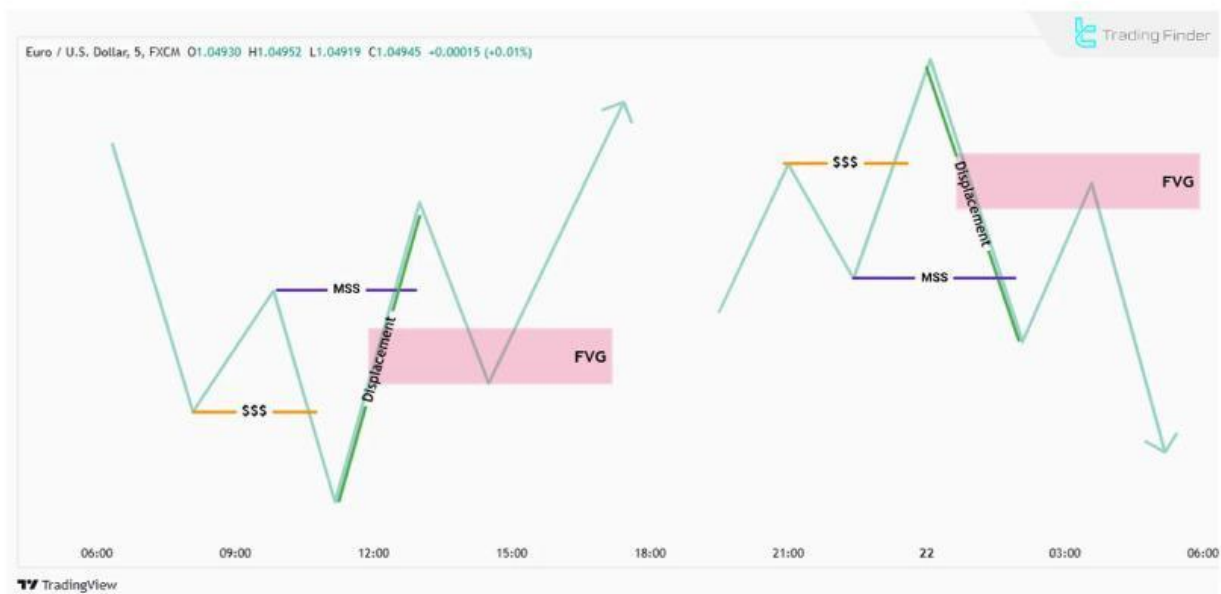 Trading Finder
Euro / U.S. Dollar, 5, FXCM O1.04930 H1.04952 L1.04919 C1.04945 +0.00015 (+0.01%)
$$$
MSS
Displacement
FVG
$$$
Displacement
FVG
MSS
06:00 09:00 12:00 15:00 18:00 21:00 22 03:00 06:00
TradingView